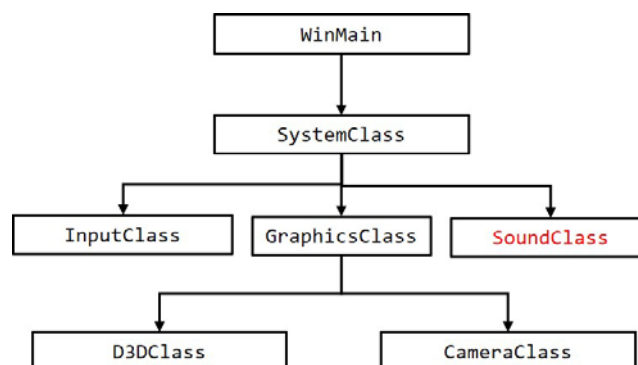 WinMain
SystemClass
InputClass
GraphicsClass
SoundClass
D3DClass
CameraClass